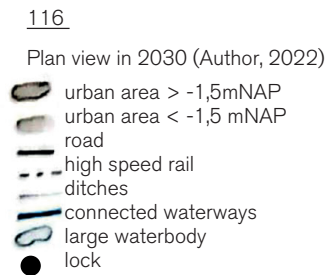 116
Plan view in 2030 (Author, 2022)
urban area > -1,5mNAP
urban area < -1,5 mNAP
road
high speed rail
ditches
connected waterways
large waterbody
lock